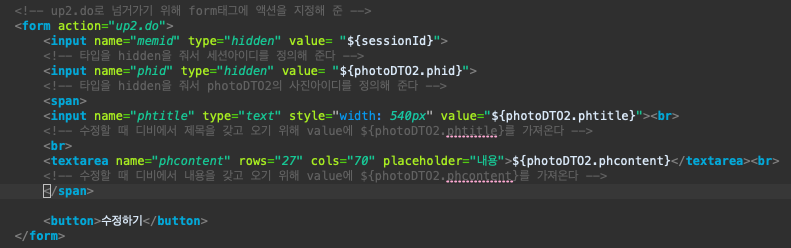 <!-- up2.do로 넘거가기 위해 form태그에 액션을 지정해 준 -->
<form action="up2.do">
<input name="memid" type="hidden" value= "${sessionId}">
<!-- 타입을 hidden을 줘서 세션아이디를 정의해 준다 -->
<input name="phid" type="hidden" value= "${photoDTO2.phid}">
<!-- 타입을 hidden을 줘서 photoDTO2의 사진아이디를 정의해 준다 -->
<span>
<input name="phtitle" type="text" style="width: 540px" value="${photoDTO2.phtitle}"><br>
<!-- 수정할 때 디비에서 제목을 갖고 오기 위해 value에 ${photoDTO2.phtitle}를 가져온다 -->
<br>
<textarea name="phcontent" rows="27" cols="70" placeholder="내용">${photoDTO2.phcontent}</textarea><br>
<!-- 수정할 때 디비에서 내용을 갖고 오기 위해 value에 ${photoDTO2.phcontent}를 가져온다 -->
</span>
<button>수정하기</button>
</form>